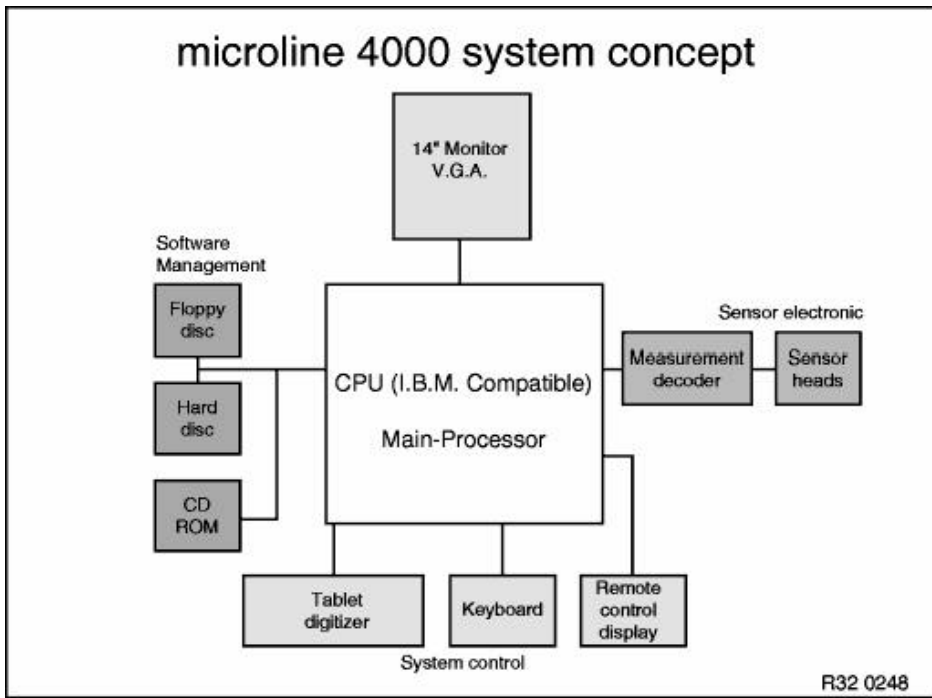 microline 4000 system concept
14" Monitor
V.G.A.
Software
Management
Floppy
disc
Hard
disc
CD
ROM
CPU (I.B.M. Compatible)
Main-Processor
Sensor electronic
Measurement
decoder
Sensor
heads
Tablet
digitizer
Keyboard
Remote
control
display
System control
R32 0248